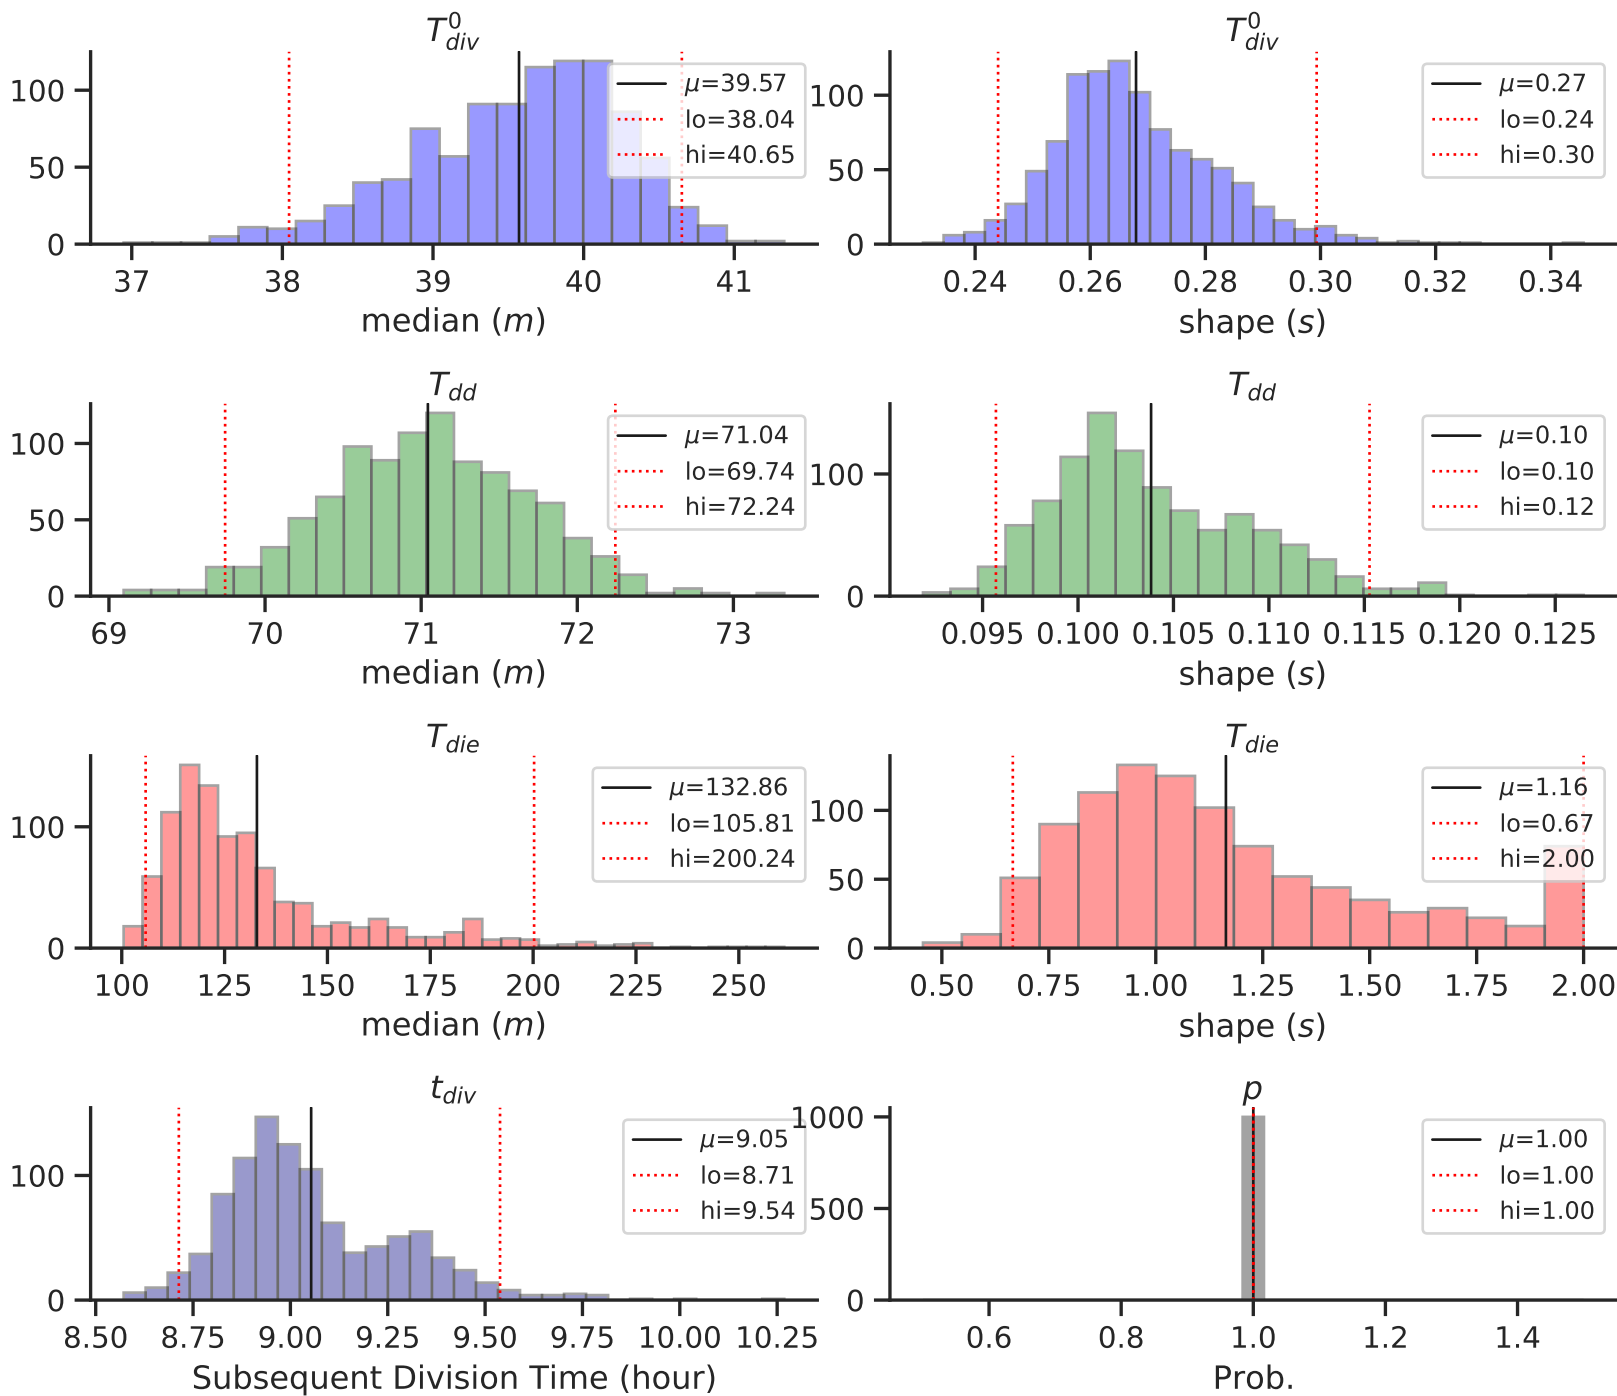 T⁰div
μ=39.57
lo=38.04
hi=40.65
0
50
100
37 38 39 40 41
median (m)
T⁰div
μ=0.27
lo=0.24
hi=0.30
0
50
100
0.24 0.26 0.28 0.30 0.32 0.34
shape (s)
Tdd
μ=71.04
lo=69.74
hi=72.24
0
50
100
69 70 71 72 73
median (m)
Tdd
μ=0.10
lo=0.10
hi=0.12
0
100
0.095 0.100 0.105 0.110 0.115 0.120 0.125
shape (s)
Tdie
μ=132.86
lo=105.81
hi=200.24
0
100
100 125 150 175 200 225 250
median (m)
Tdie
μ=1.16
lo=0.67
hi=2.00
0
50
100
0.50 0.75 1.00 1.25 1.50 1.75 2.00
shape (s)
tdiv
μ=9.05
lo=8.71
hi=9.54
0
100
8.50 8.75 9.00 9.25 9.50 9.75 10.00 10.25
Subsequent Division Time (hour)
p
μ=1.00
lo=1.00
hi=1.00
0
500
1000
0.6 0.8 1.0 1.2 1.4
Prob.